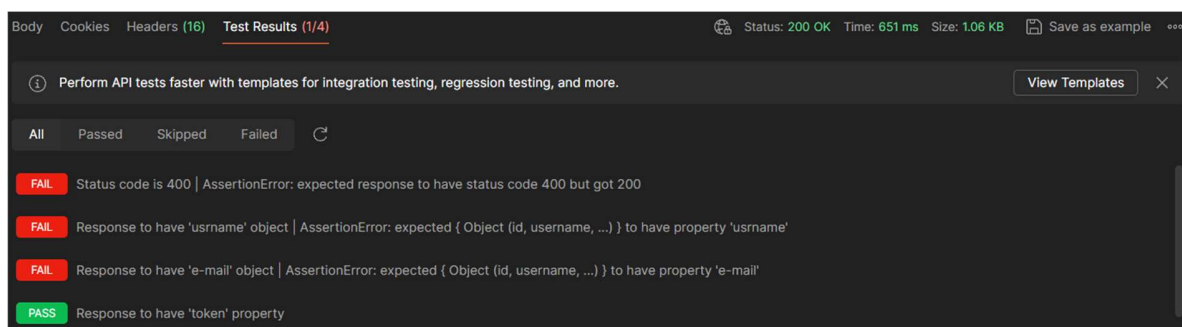 Body Cookies Headers (16) Test Results (1/4) Status: 200 OK Time: 651 ms Size: 1.06 KB Save as example
Perform API tests faster with templates for integration testing, regression testing, and more. View Templates
All Passed Skipped Failed
FAIL Status code is 400 | AssertionError: expected response to have status code 400 but got 200
FAIL Response to have 'usrname' object | AssertionError: expected { Object (id, username, ...) } to have property 'usrname'
FAIL Response to have 'e-mail' object | AssertionError: expected { Object (id, username, ...) } to have property 'e-mail'
PASS Response to have 'token' property